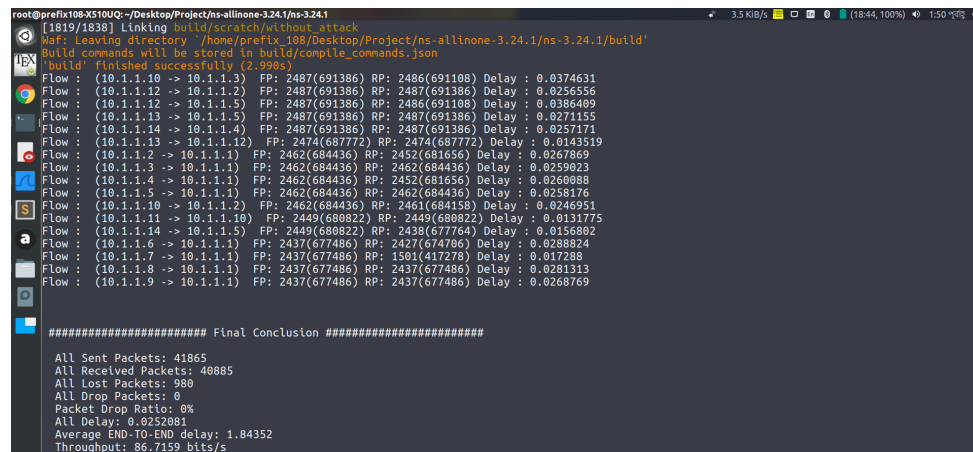 root@prefix108-X510UQ: ~/Desktop/Project/ns-allinone-3.24.1/ns-3.24.1
3.5 KiB/s (18:44, 100%) 1:50 পূর্বাহ্ণ
[1819/1838] Linking build/scratch/without_attack
Waf: Leaving directory `/home/prefix_108/Desktop/Project/ns-allinone-3.24.1/ns-3.24.1/build'
Build commands will be stored in build/compile_commands.json
'build' finished successfully (2.990s)
Flow : (10.1.1.10 -> 10.1.1.3) FP: 2487(691386) RP: 2486(691108) Delay : 0.0374631
Flow : (10.1.1.12 -> 10.1.1.2) FP: 2487(691386) RP: 2487(691386) Delay : 0.0256556
Flow : (10.1.1.12 -> 10.1.1.5) FP: 2487(691386) RP: 2486(691108) Delay : 0.0386409
Flow : (10.1.1.13 -> 10.1.1.5) FP: 2487(691386) RP: 2487(691386) Delay : 0.0271155
Flow : (10.1.1.14 -> 10.1.1.4) FP: 2487(691386) RP: 2487(691386) Delay : 0.0257171
Flow : (10.1.1.13 -> 10.1.1.12) FP: 2474(687772) RP: 2474(687772) Delay : 0.0143519
Flow : (10.1.1.2 -> 10.1.1.1) FP: 2462(684436) RP: 2452(681656) Delay : 0.0267869
Flow : (10.1.1.3 -> 10.1.1.1) FP: 2462(684436) RP: 2462(684436) Delay : 0.0259023
Flow : (10.1.1.4 -> 10.1.1.1) FP: 2462(684436) RP: 2452(681656) Delay : 0.0260088
Flow : (10.1.1.5 -> 10.1.1.1) FP: 2462(684436) RP: 2462(684436) Delay : 0.0258176
Flow : (10.1.1.10 -> 10.1.1.2) FP: 2462(684436) RP: 2461(684158) Delay : 0.0246951
Flow : (10.1.1.11 -> 10.1.1.10) FP: 2449(680822) RP: 2449(680822) Delay : 0.0131775
Flow : (10.1.1.14 -> 10.1.1.5) FP: 2449(680822) RP: 2438(677764) Delay : 0.0156802
Flow : (10.1.1.6 -> 10.1.1.1) FP: 2437(677486) RP: 2427(674706) Delay : 0.0288824
Flow : (10.1.1.7 -> 10.1.1.1) FP: 2437(677486) RP: 1501(417278) Delay : 0.017288
Flow : (10.1.1.8 -> 10.1.1.1) FP: 2437(677486) RP: 2437(677486) Delay : 0.0281313
Flow : (10.1.1.9 -> 10.1.1.1) FP: 2437(677486) RP: 2437(677486) Delay : 0.0268769
######################## Final Conclusion ########################
All Sent Packets: 41865
All Received Packets: 40885
All Lost Packets: 980
All Drop Packets: 0
Packet Drop Ratio: 0%
All Delay: 0.0252081
Average END-TO-END delay: 1.84352
Throughput: 86.7159 bits/s